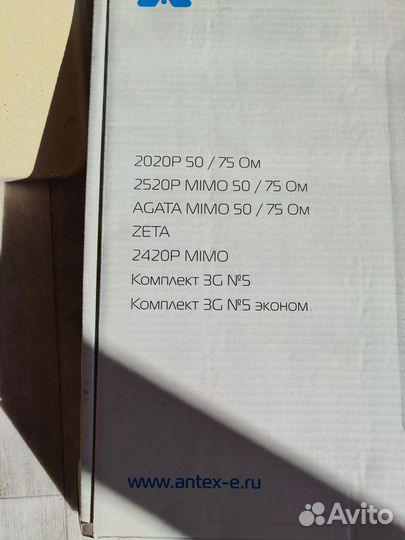 2020P 50 / 75 Ом
2520P MIMO 50 / 75 Ом
AGATA MIMO 50 / 75 Ом
ZETA
2420P MIMO
Комплект 3G №5
Комплект 3G №5 эконом
www.antex-e.ru
Avito